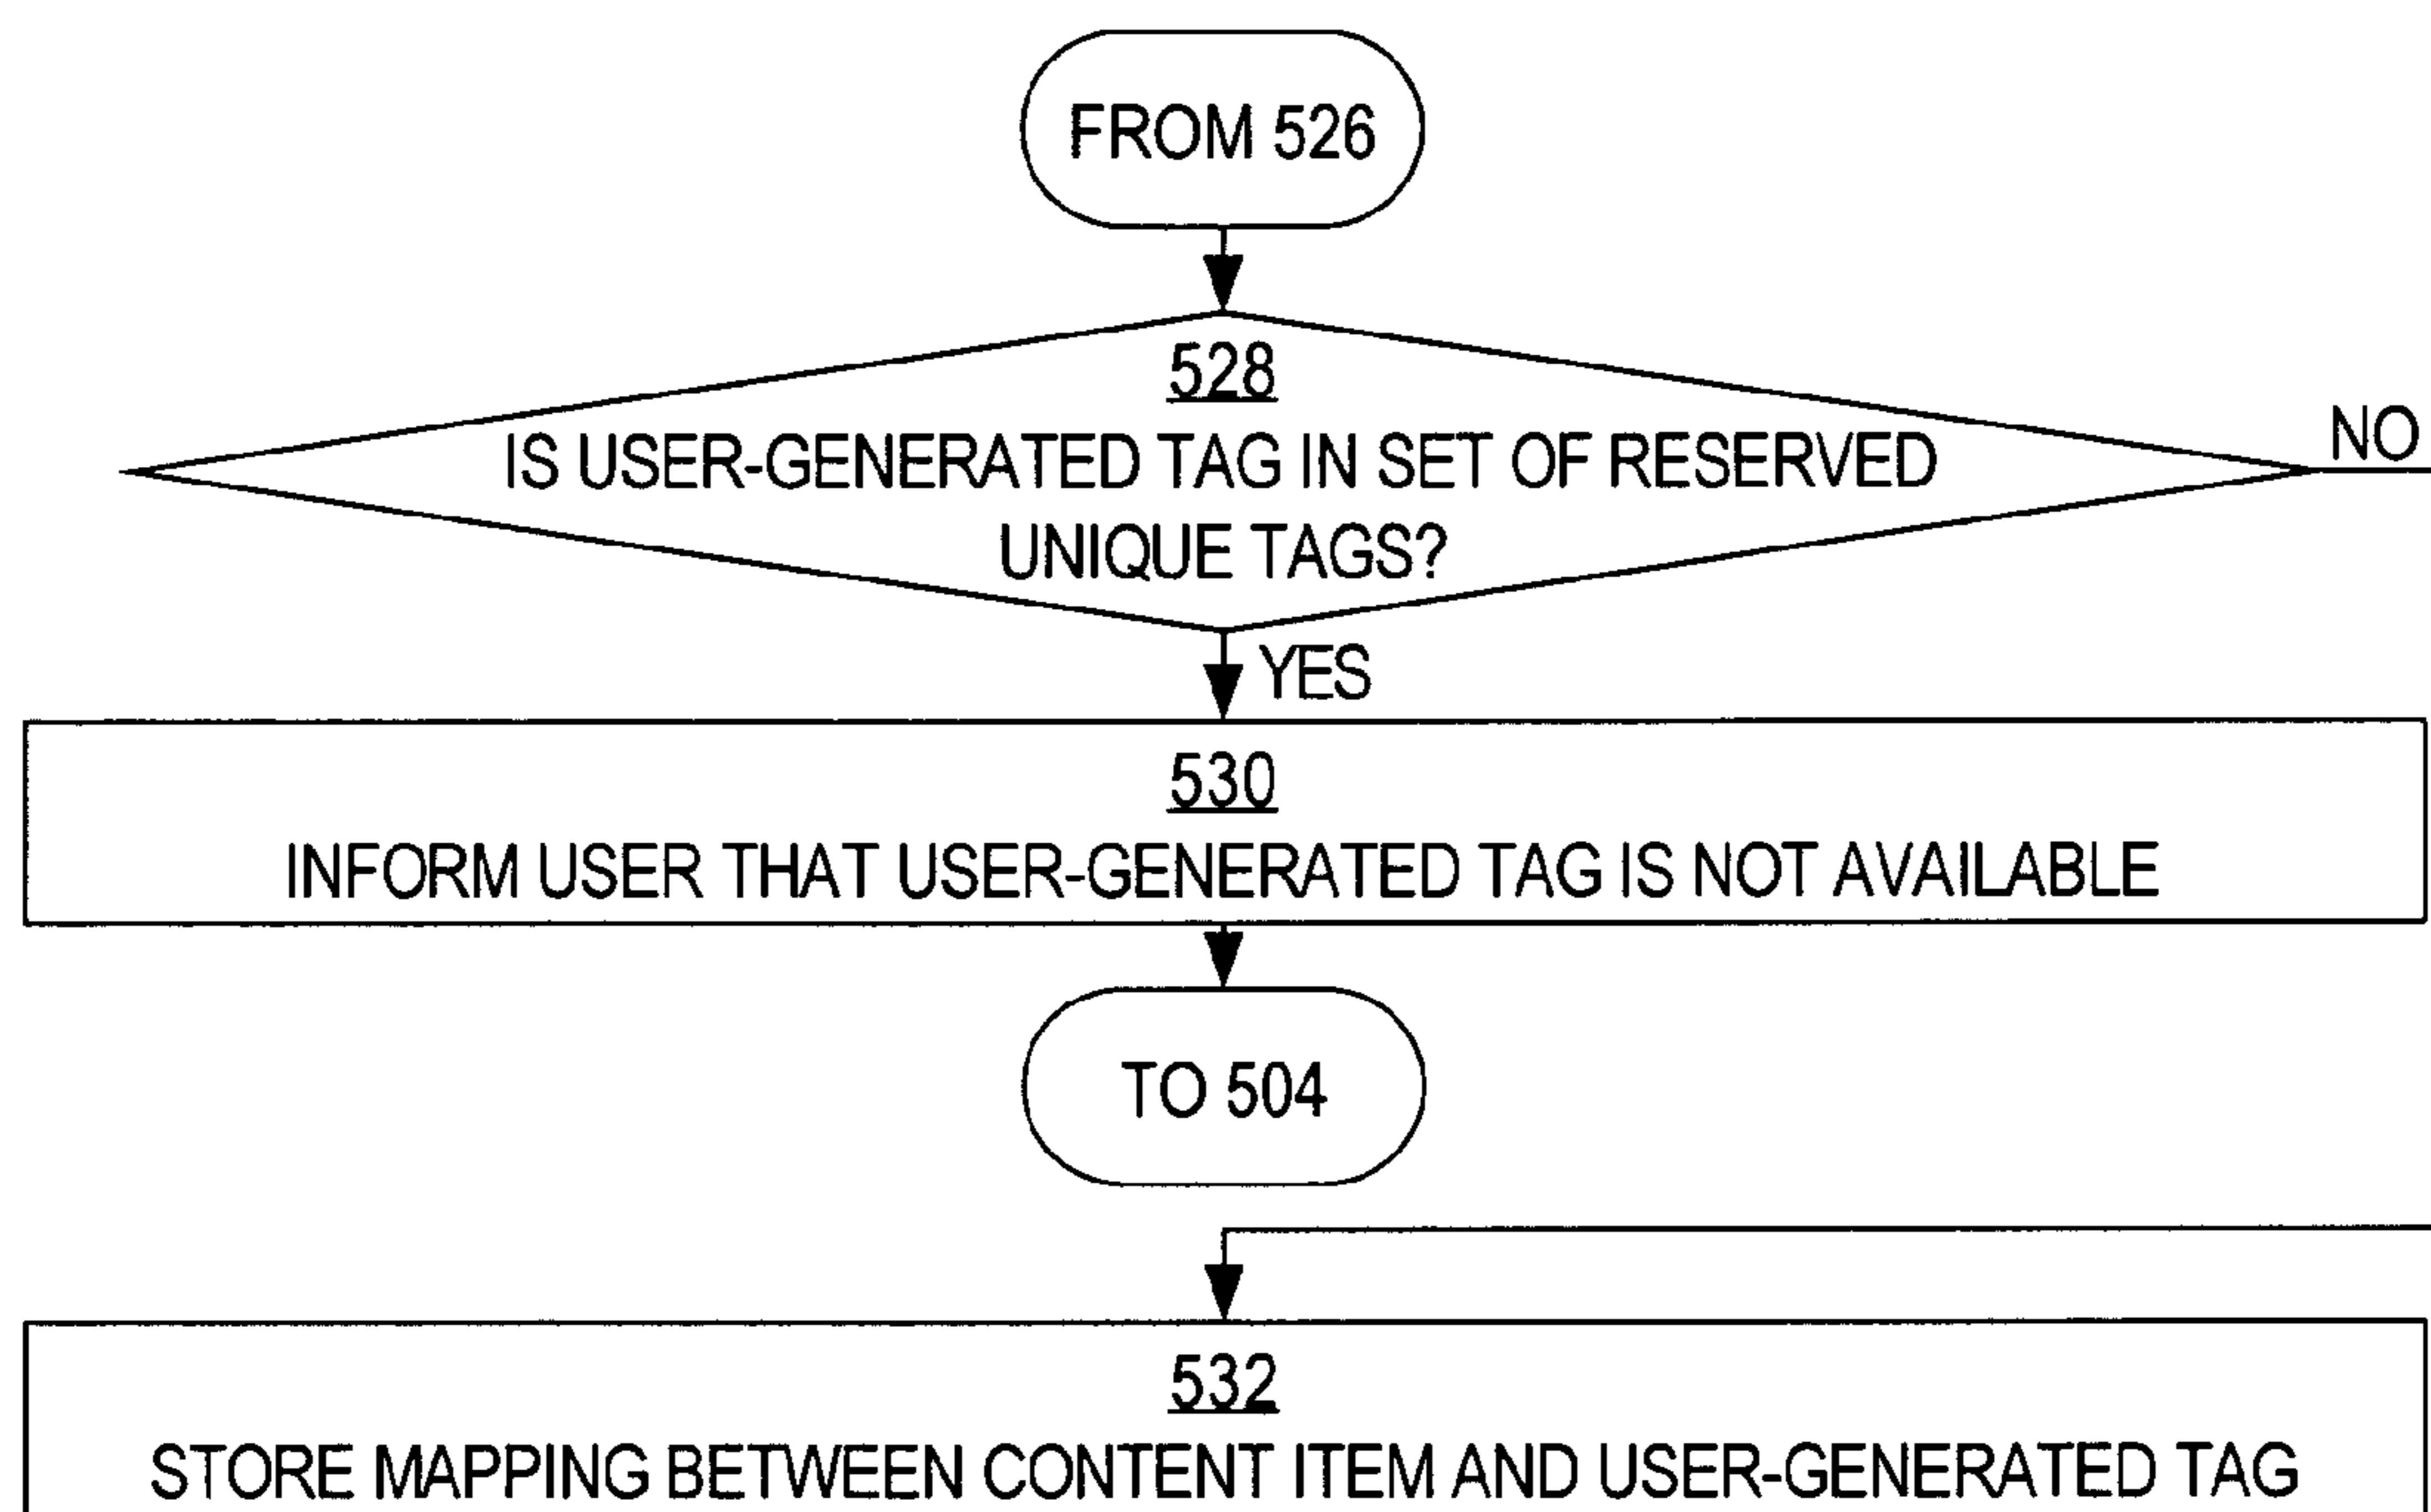 FROM 526
528
IS USER-GENERATED TAG IN SET OF RESERVED
UNIQUE TAGS?
NO
YES
530
INFORM USER THAT USER-GENERATED TAG IS NOT AVAILABLE
TO 504
532
STORE MAPPING BETWEEN CONTENT ITEM AND USER-GENERATED TAG